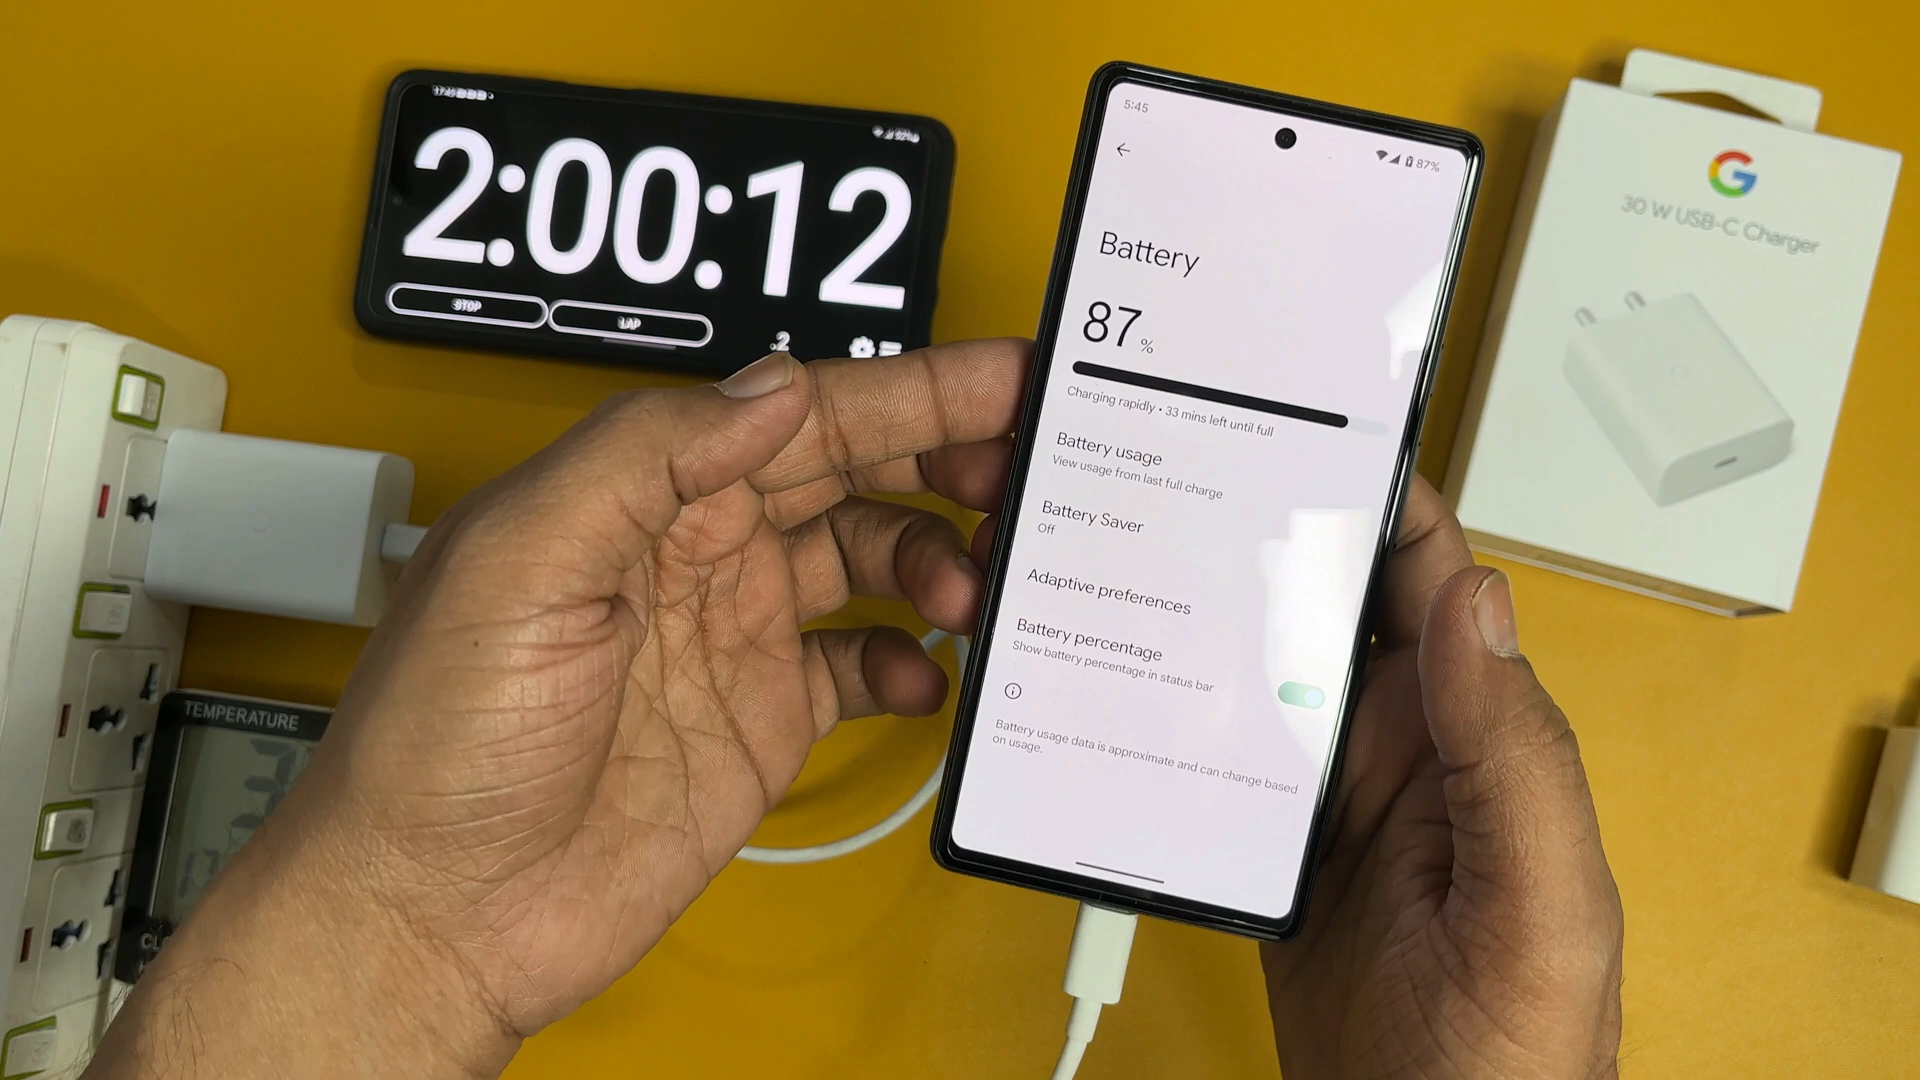 2:00:12
STOP
LAP
.2
5:45
87%
Battery
87 %
Charging rapidly • 33 mins left until full
Battery usage
View usage from last full charge
Battery Saver
Off
Adaptive preferences
Battery percentage
Show battery percentage in status bar
Battery usage data is approximate and can change based
on usage.
G
30 W USB-C Charger
TEMPERATURE